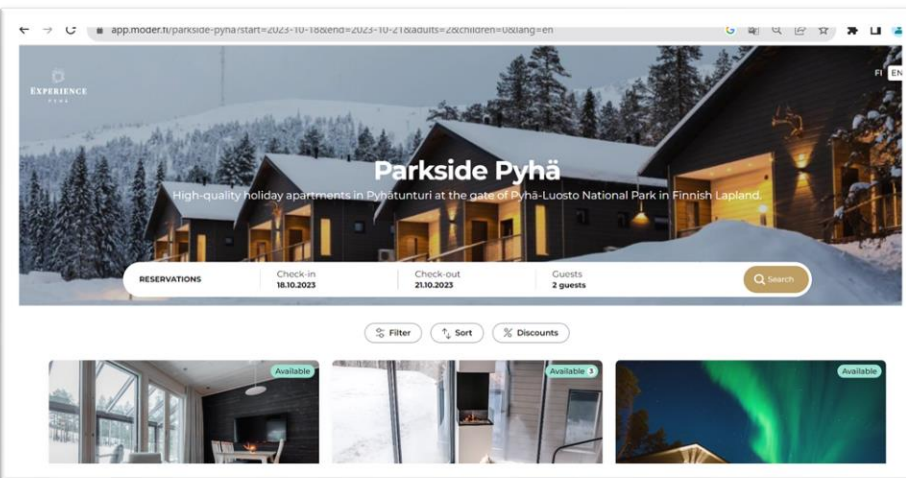 app.moder.fi/parkside-pyha?start=2023-10-18&end=2023-10-21&adults=2&children=0&lang=en
EXPERIENCE
PYHÄ
FI EN
Parkside Pyhä
High-quality holiday apartments in Pyhätunturi at the gate of Pyhä-Luosto National Park in Finnish Lapland.
RESERVATIONS
Check-in
18.10.2023
Check-out
21.10.2023
Guests
2 guests
Search
Filter
Sort
Discounts
Available
Available 3
Available